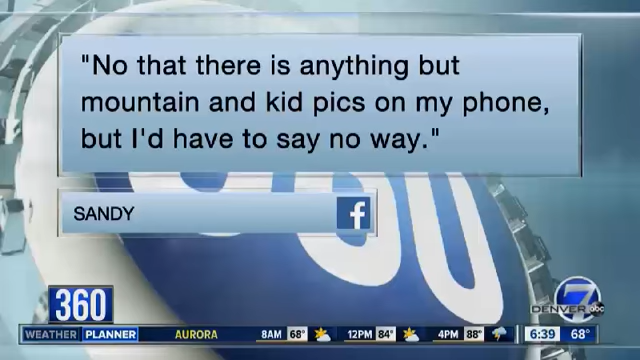 "No that there is anything but
mountain and kid pics on my phone,
but I'd have to say no way."
SANDY f
360
DENVER 7 abc
WEATHER PLANNER AURORA 8AM 68° 12PM 84° 4PM 88° 6:39 68°